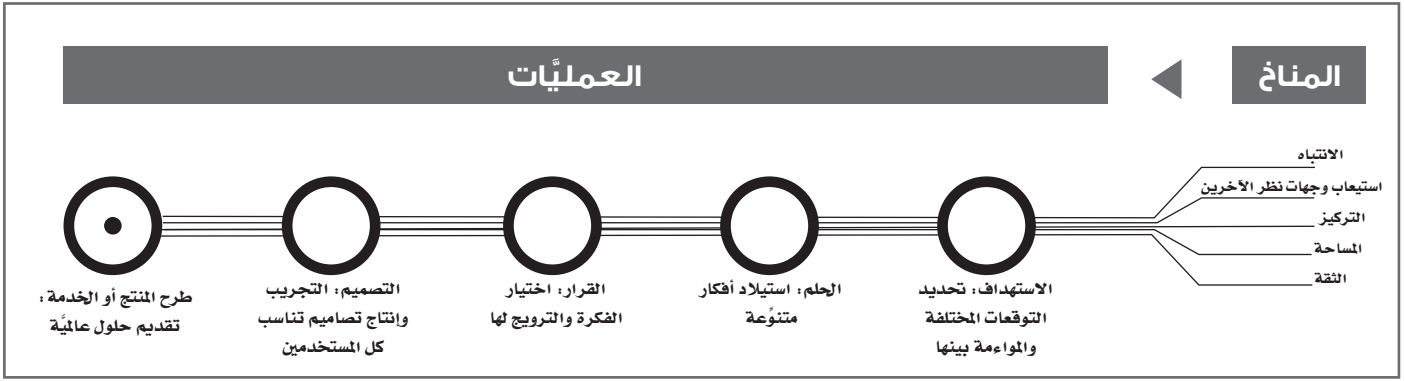 المناخ
العمليَّات
الانتباه
استيعاب وجهات نظر الآخرين
التركيز
المساحة
الثقة
الاستهداف: تحديد
التوقعات المختلفة
والمواءمة بينها
الحلم: استيلاد أفكار
متنوِّعة
القرار: اختيار
الفكرة والترويج لها
التصميم: التجريب
وإنتاج تصاميم تناسب
كل المستخدمين
طرح المنتج أو الخدمة:
تقديم حلول عالميَّة